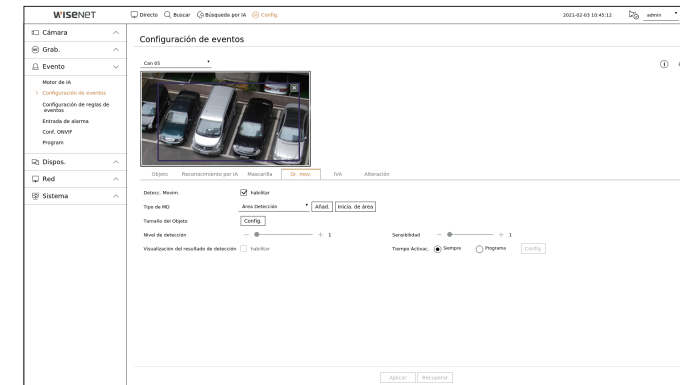 WISENET
Directo Buscar Búsqueda por IA Config. 2021-02-03 10:45:12 admin
Cámara
Grab.
Evento
Motor de IA
Configuración de eventos
Configuración de reglas de
eventos
Entrada de alarma
Conf. ONVIF
Program
Dispos.
Red
Sistema
Configuración de eventos
Can 05
Objeto Reconocimiento por IA Mascarilla Gr. mov. IVA Alteración
Detecc. Movim. habilitar
Tipo de MD Área Detección Añad. Inicia. de área
Tamaño del Objeto Config.
Nivel de detección 1 Sensibilidad 1
Visualización del resultado de detección habilitar Tiempo Activac. Siempre Programa Config.
Aplicar Recuperar